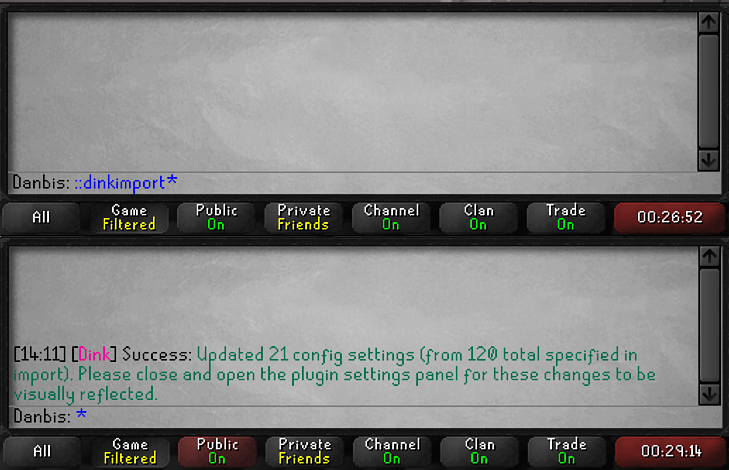 Danbis: ::dinkimport*
All Game Filtered Public On Private Friends Channel On Clan On Trade On 00:26:52
[14:11] [Dink] Success: Updated 21 config settings (from 120 total specified in
import). Please close and open the plugin settings panel for these changes to be
visually reflected.
Danbis: *
All Game Filtered Public On Private Friends Channel On Clan On Trade On 00:29:14